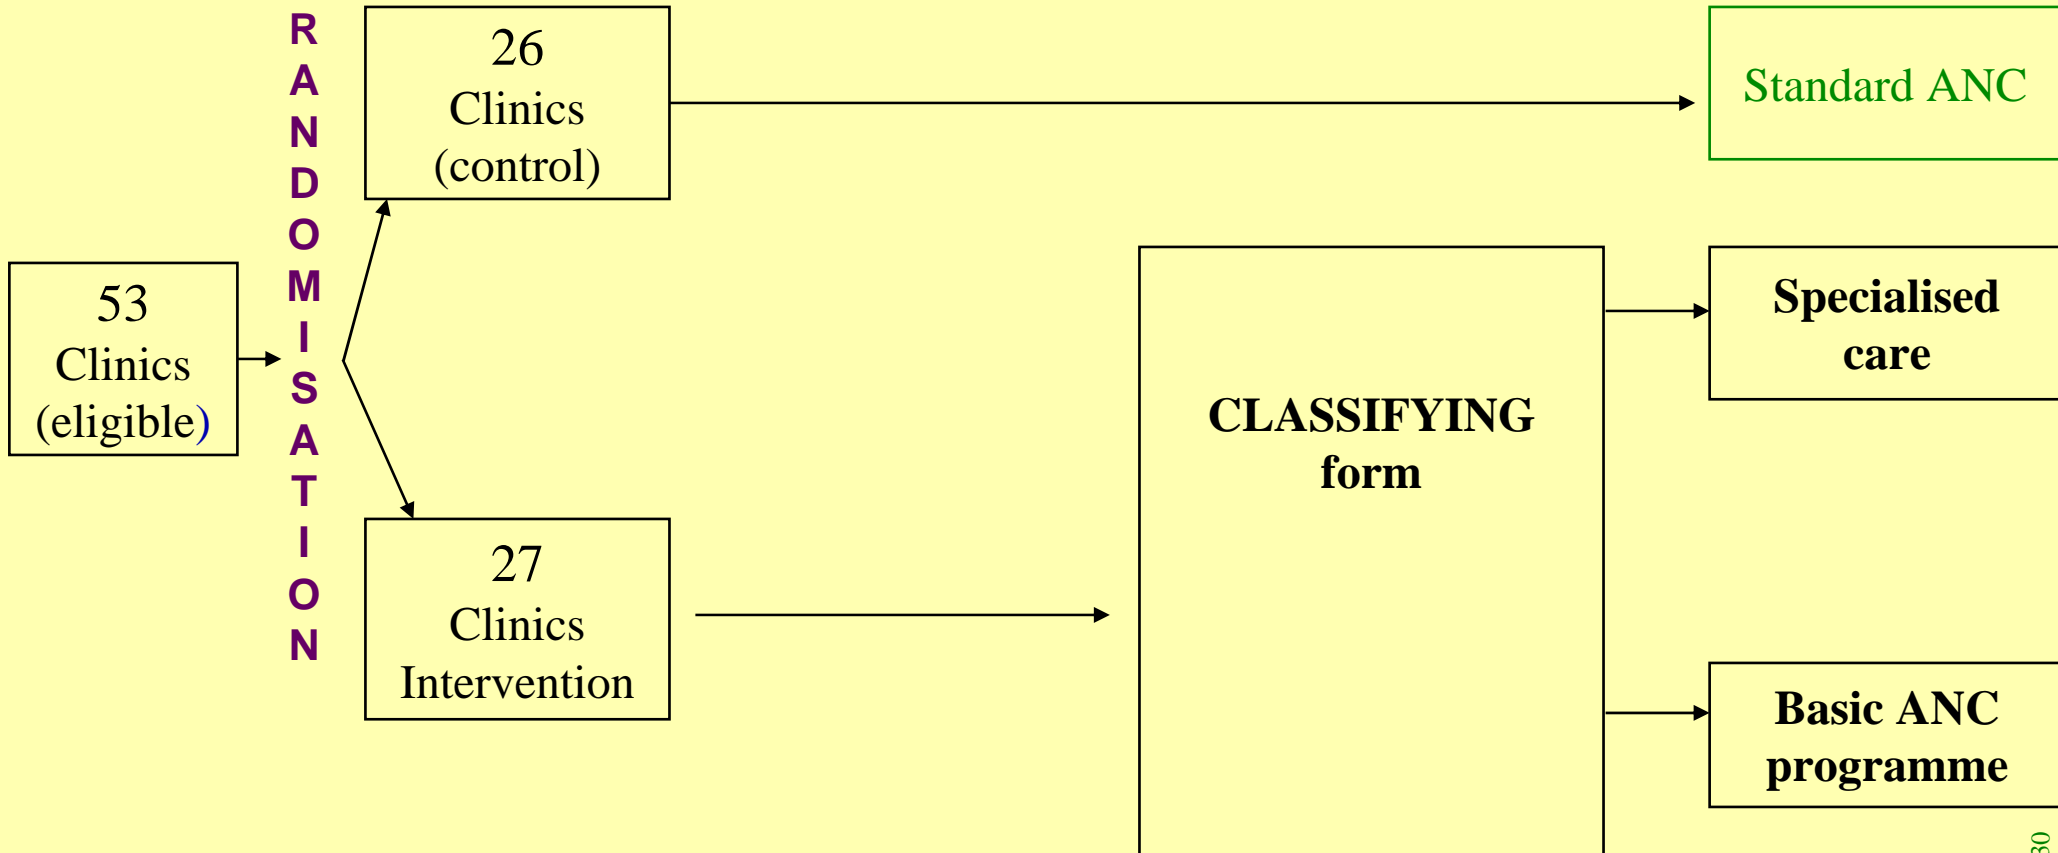 53
Clinics
(eligible)
RANDOMISATION
26
Clinics
(control)
27
Clinics
Intervention
CLASSIFYING
form
Standard ANC
Specialised
care
Basic ANC
programme